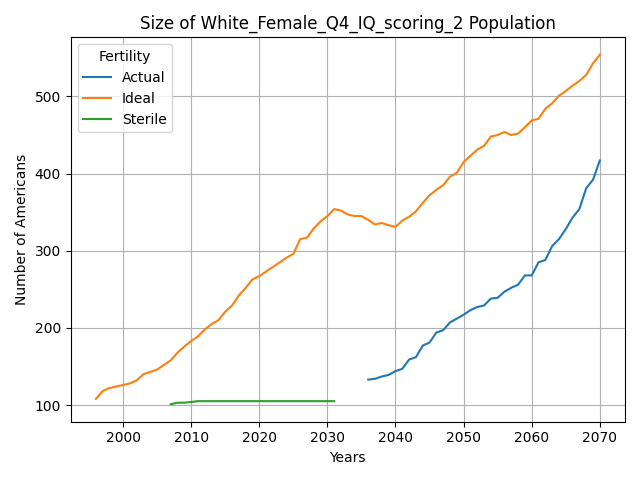 Size of White_Female_Q4_IQ_scoring_2 Population
Fertility
Actual
Ideal
Sterile
Number of Americans
500
400
300
200
100
2000 2010 2020 2030 2040 2050 2060 2070
Years